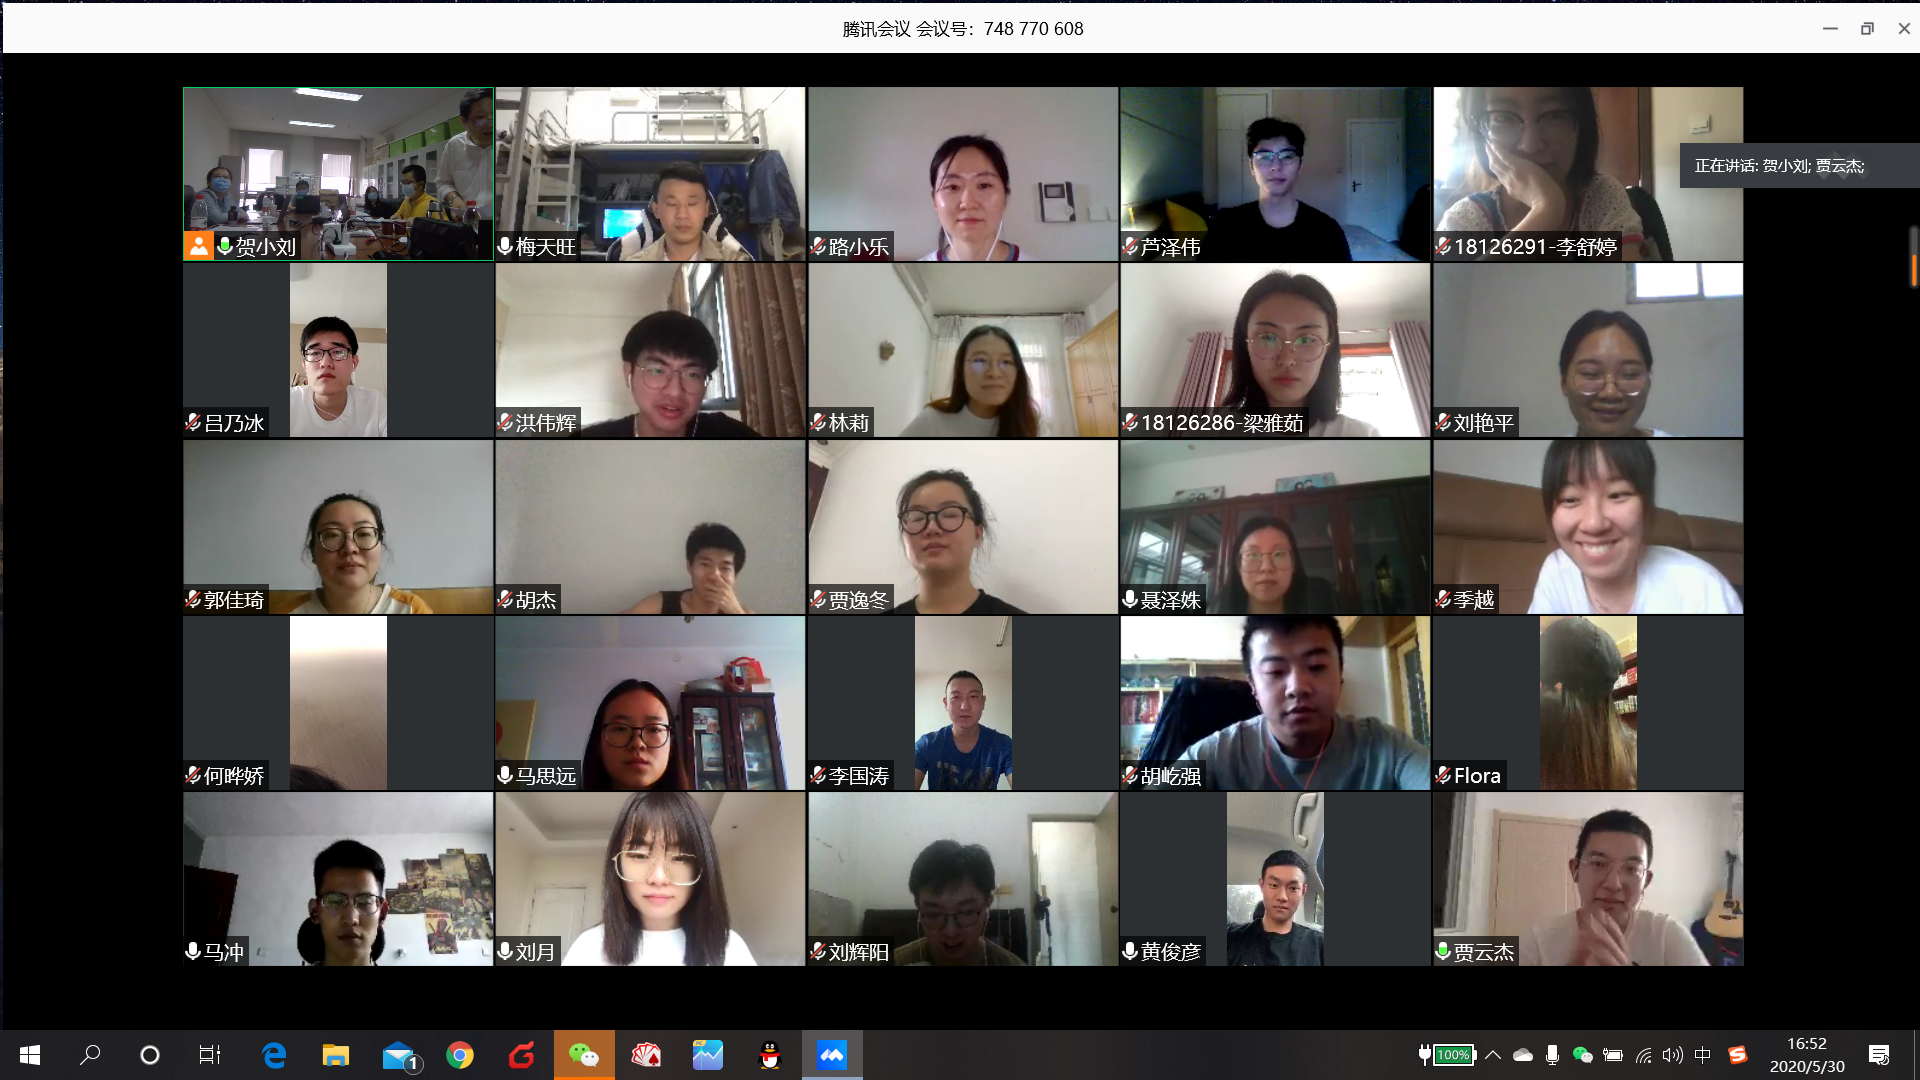 腾讯会议 会议号：748 770 608
正在讲话: 贺小刘; 贾云杰;
贺小刘
梅天旺
路小乐
芦泽伟
18126291-李舒婷
吕乃冰
洪伟辉
林莉
18126286-梁雅茹
刘艳平
郭佳琦
胡杰
贾逸冬
聂泽姝
季越
何晔娇
马思远
李国涛
胡屹强
Flora
马冲
刘月
刘辉阳
黄俊彦
贾云杰
1
100%
中
16:52
2020/5/30